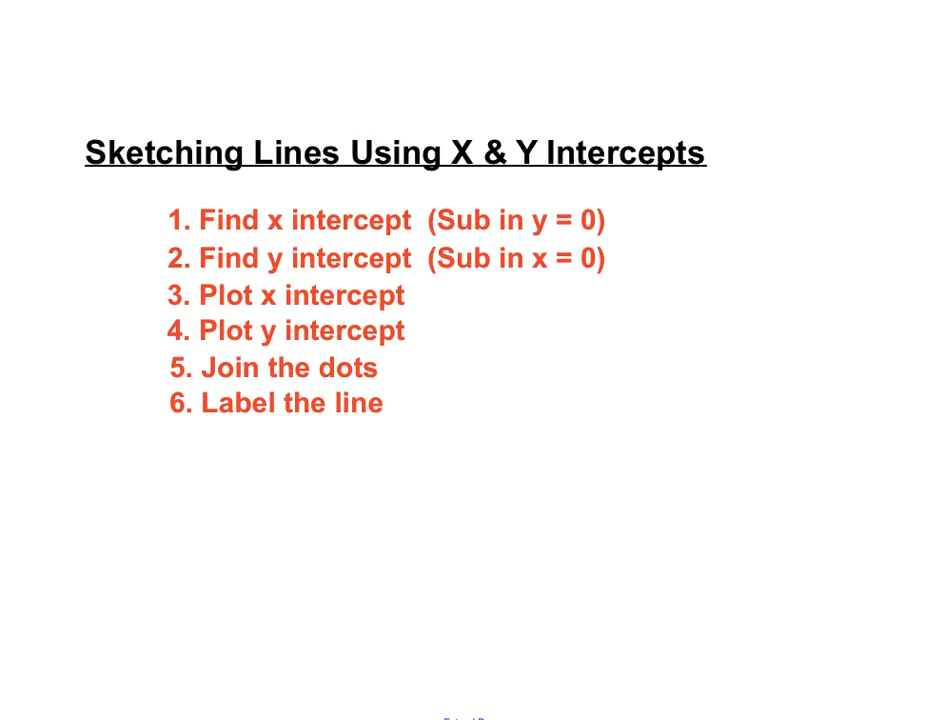 Sketching Lines Using X & Y Intercepts
1. Find x intercept (Sub in y = 0)
2. Find y intercept (Sub in x = 0)
3. Plot x intercept
4. Plot y intercept
5. Join the dots
6. Label the line